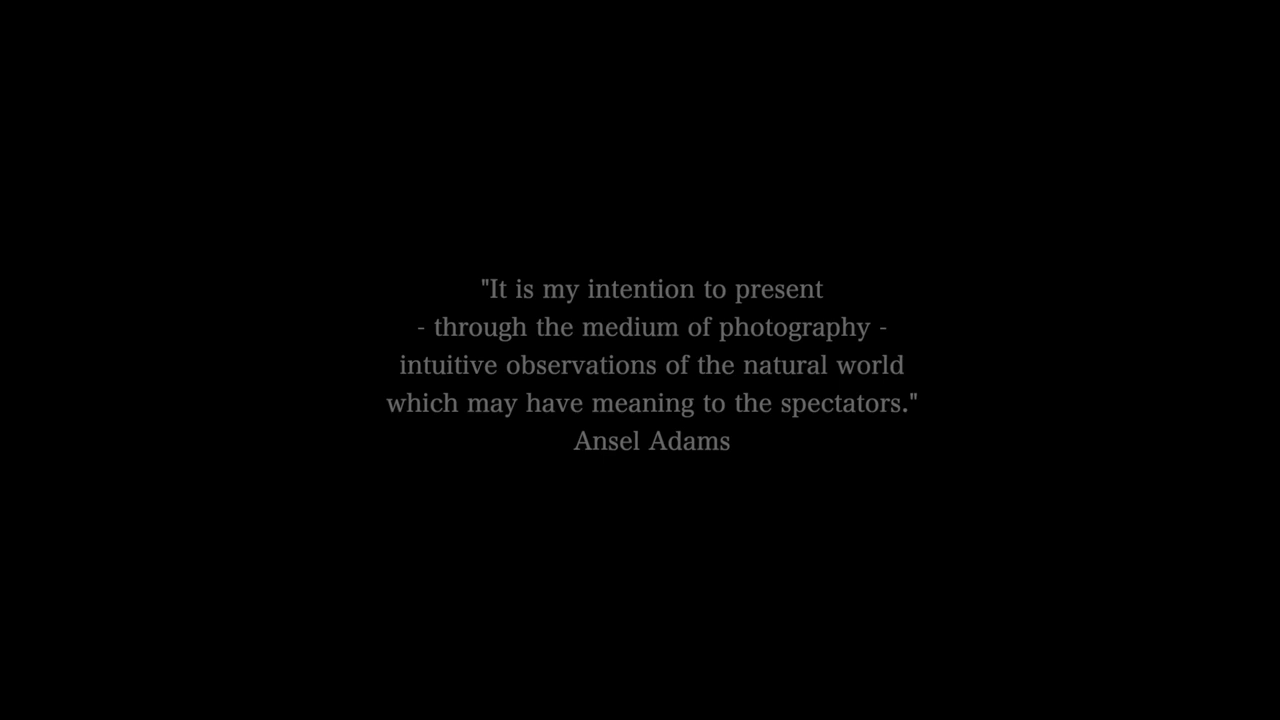 "It is my intention to present
- through the medium of photography -
intuitive observations of the natural world
which may have meaning to the spectators."
Ansel Adams